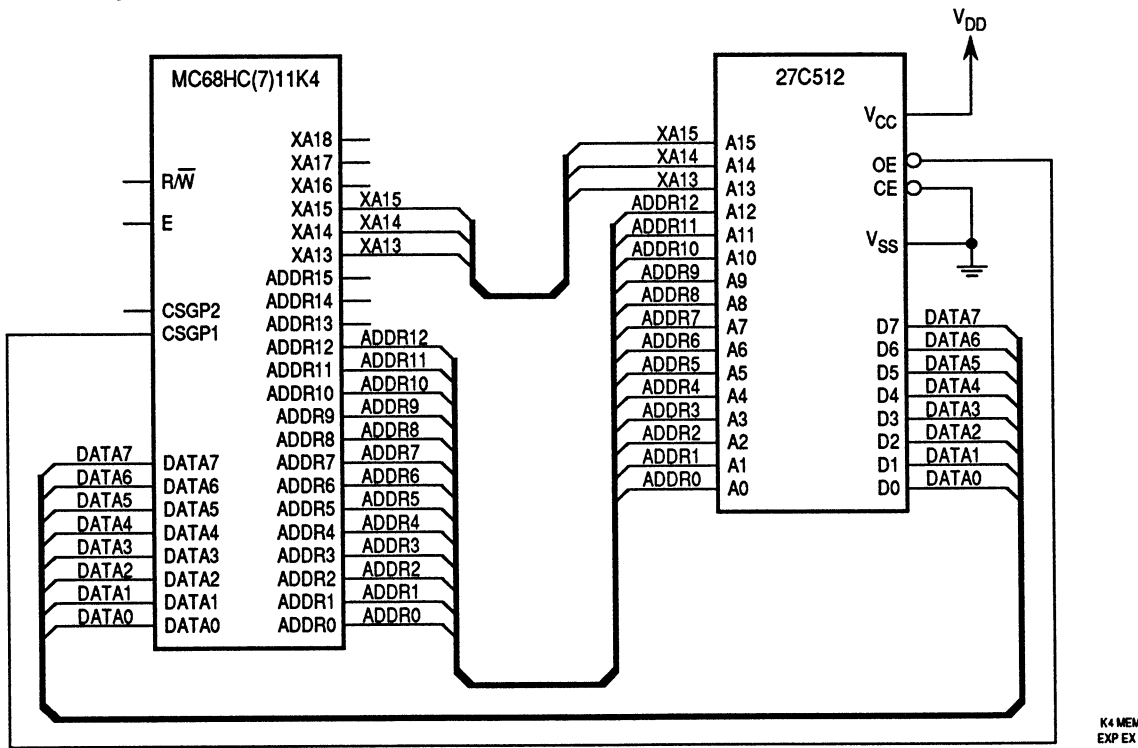 V_DD
MC68HC(7)11K4
27C512
V_CC
XA18
XA17
XA16
XA15
XA14
XA13
ADDR15
ADDR14
ADDR13
ADDR12
ADDR11
ADDR10
ADDR9
ADDR8
ADDR7
ADDR6
ADDR5
ADDR4
ADDR3
ADDR2
ADDR1
ADDR0
R/W̅
E
CSGP2
CSGP1
DATA7
DATA6
DATA5
DATA4
DATA3
DATA2
DATA1
DATA0
DATA7
DATA6
DATA5
DATA4
DATA3
DATA2
DATA1
DATA0
XA15
XA14
XA13
ADDR12
ADDR11
ADDR10
ADDR9
ADDR8
ADDR7
ADDR6
ADDR5
ADDR4
ADDR3
ADDR2
ADDR1
ADDR0
XA15
XA14
XA13
ADDR12
ADDR11
ADDR10
ADDR9
ADDR8
ADDR7
ADDR6
ADDR5
ADDR4
ADDR3
ADDR2
ADDR1
ADDR0
A15
A14
A13
A12
A11
A10
A9
A8
A7
A6
A5
A4
A3
A2
A1
A0
OE
CE
V_SS
D7
D6
D5
D4
D3
D2
D1
D0
DATA7
DATA6
DATA5
DATA4
DATA3
DATA2
DATA1
DATA0
K4 MEM
EXP EX